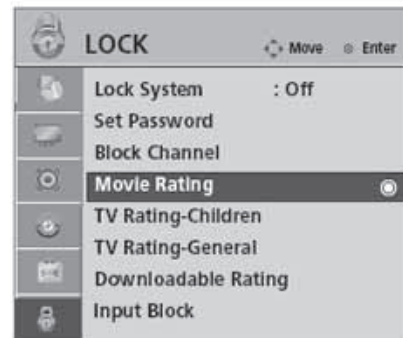 LOCK
Move Enter
Lock System : Off
Set Password
Block Channel
Movie Rating
TV Rating-Children
TV Rating-General
Downloadable Rating
Input Block